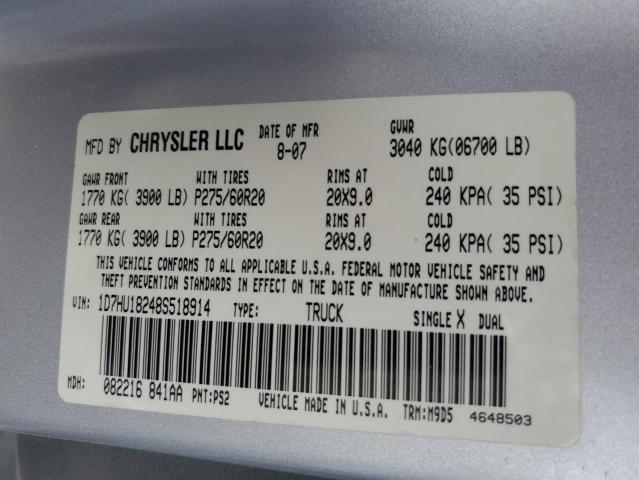 MFD BY CHRYSLER LLC DATE OF MFR 8-07 GVWR 3040 KG(06700 LB)
GAWR FRONT WITH TIRES RIMS AT COLD
1770 KG( 3900 LB) P275/60R20 20X9.0 240 KPA( 35 PSI)
GAWR REAR WITH TIRES RIMS AT COLD
1770 KG( 3900 LB) P275/60R20 20X9.0 240 KPA( 35 PSI)
THIS VEHICLE CONFORMS TO ALL APPLICABLE U.S.A. FEDERAL MOTOR VEHICLE SAFETY AND
THEFT PREVENTION STANDARDS IN EFFECT ON THE DATE OF MANUFACTURE SHOWN ABOVE.
VIN: 1D7HU18248S518914 TYPE: TRUCK SINGLE X DUAL
MDH: 082216 841AA PNT:PS2 VEHICLE MADE IN U.S.A. TRM:M9D5 4648503